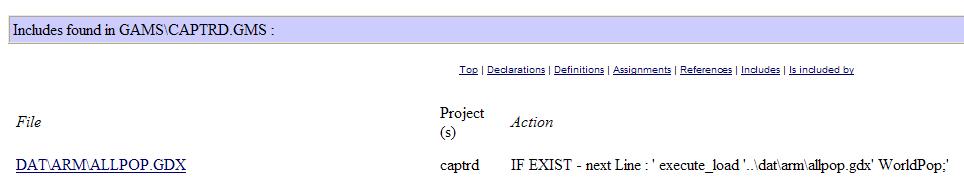 Includes found in GAMS\CAPTRD.GMS :
Top | Declarations | Definitions | Assignments | References | Includes | Is included by
File Project (s) Action
DAT\ARM\ALLPOP.GDX captrd IF EXIST - next Line : ' execute_load '..\dat\arm\allpop.gdx' WorldPop;'